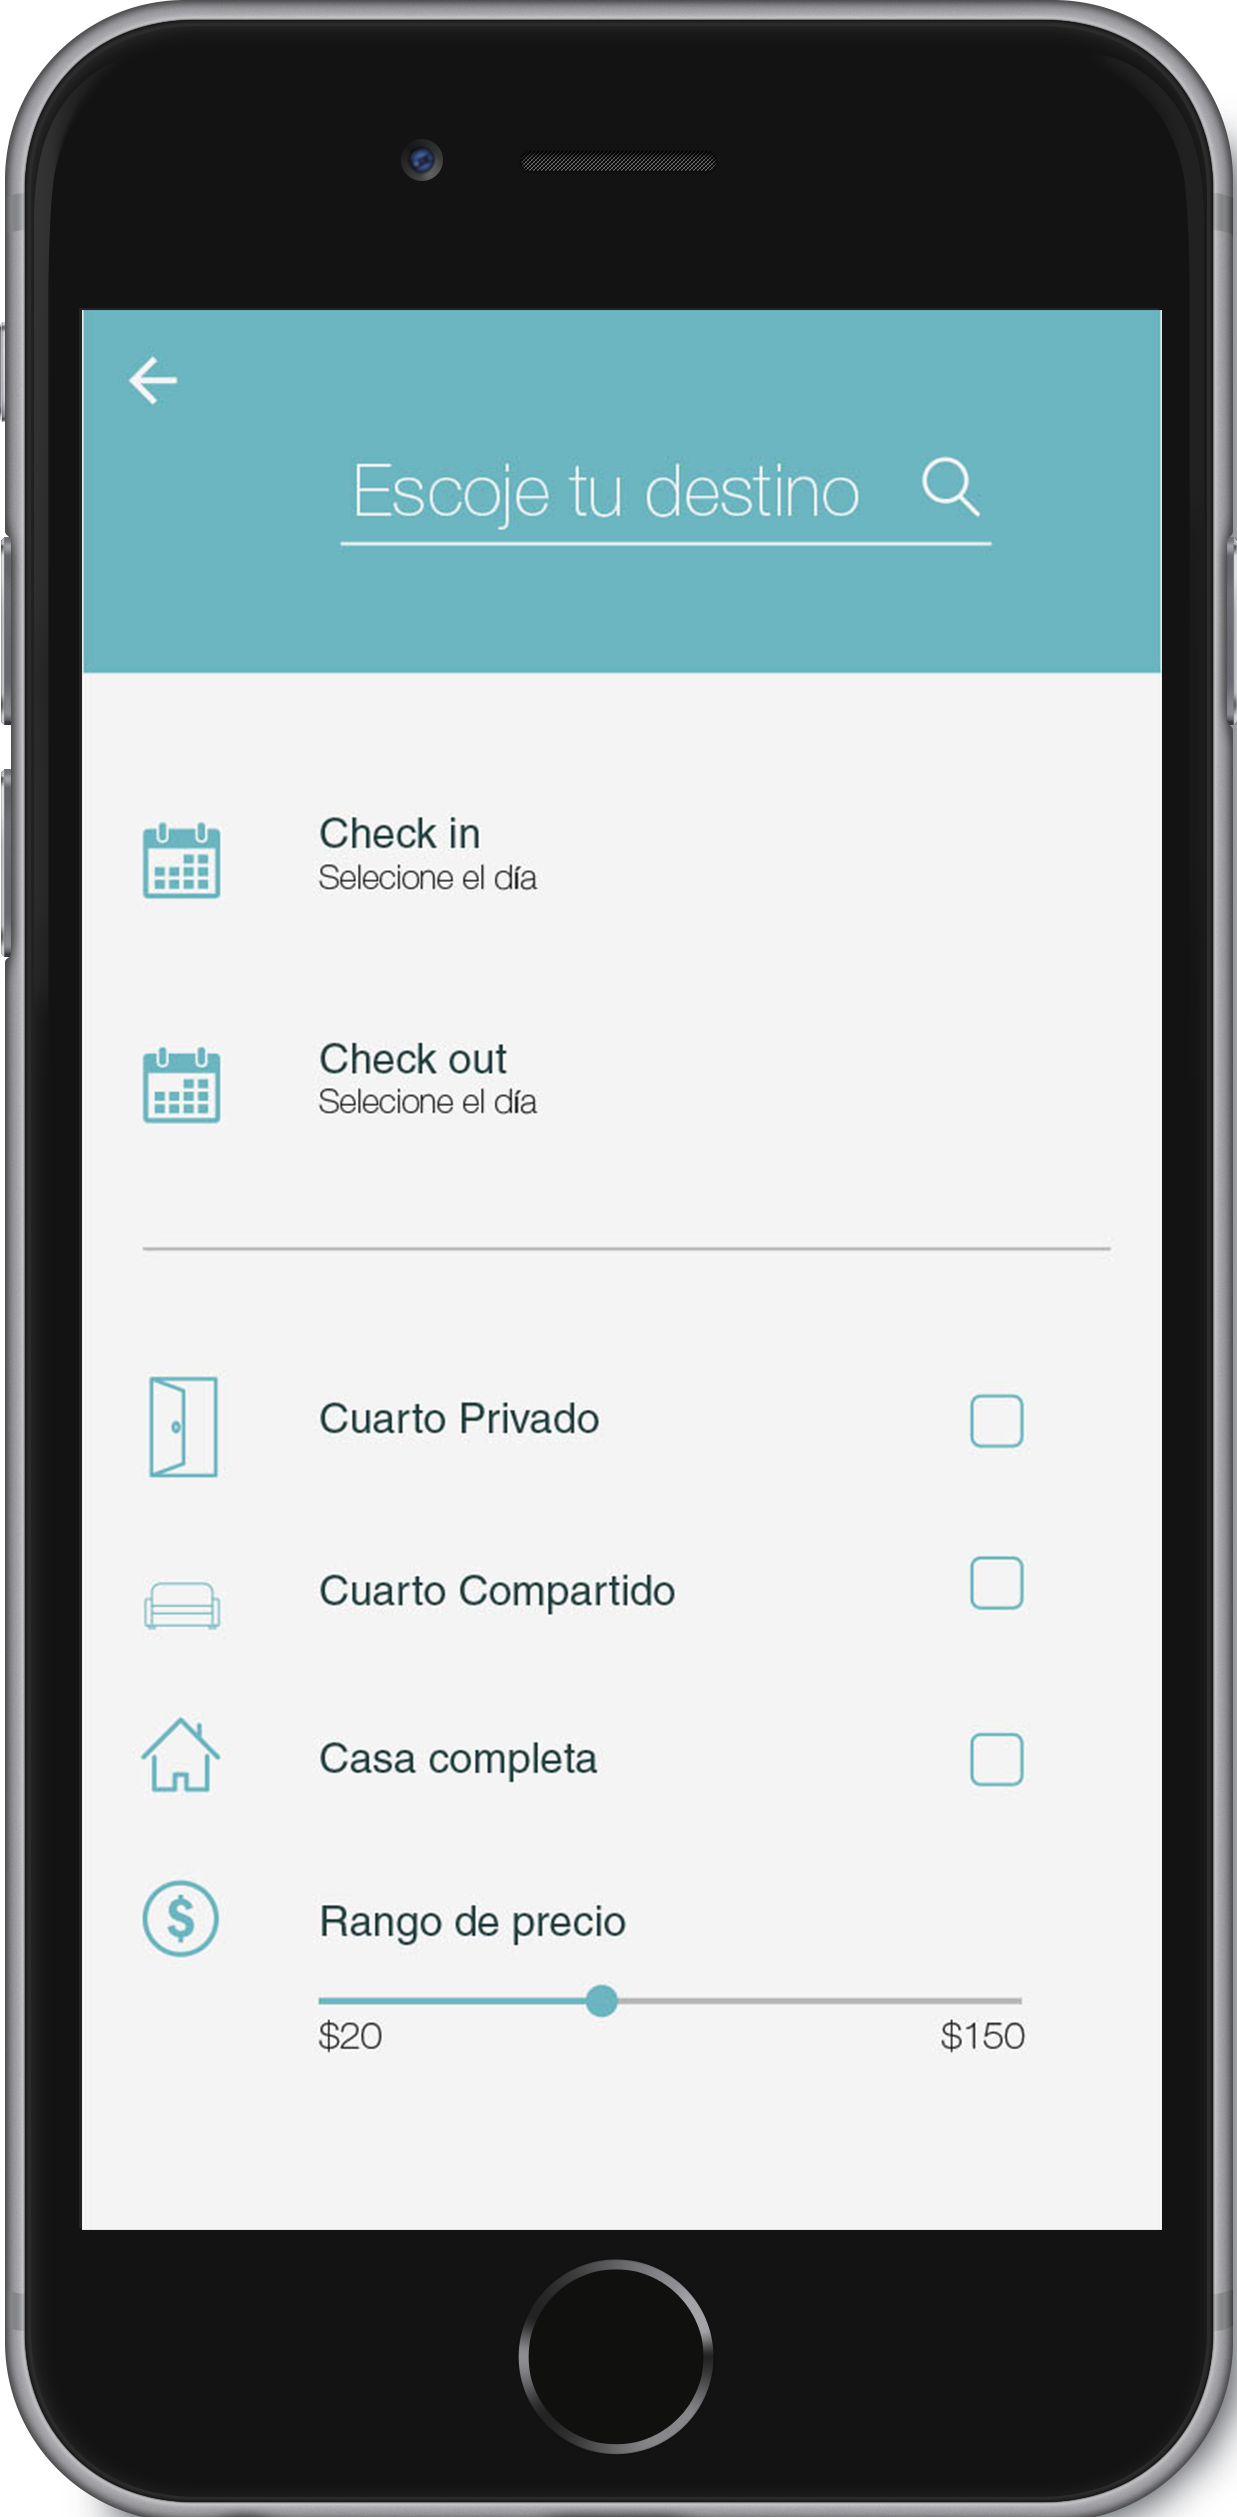 Escoje tu destino
Check in
Selecione el día
Check out
Selecione el día
Cuarto Privado
Cuarto Compartido
Casa completa
$
Rango de precio
$20
$150